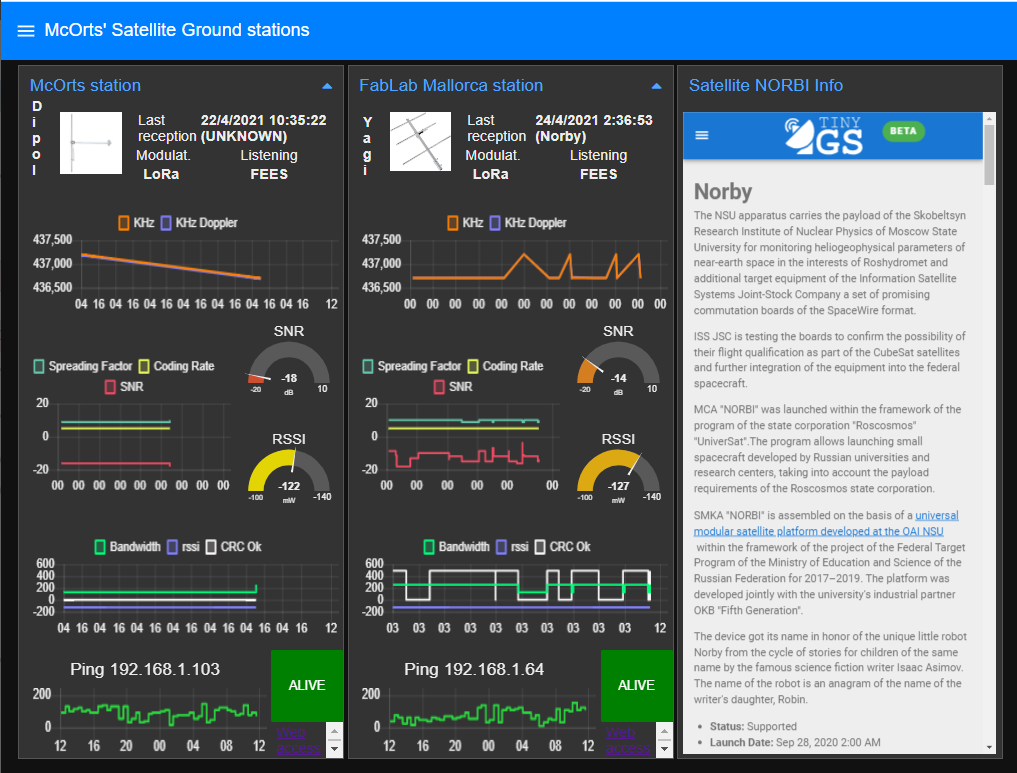 McOrts' Satellite Ground stations
McOrts station
Dipol
Last reception
22/4/2021 10:35:22 (UNKNOWN)
Modulat.
LoRa
Listening
FEES
KHz KHz Doppler
437,500
437,000
436,500
04 16 04 16 04 16 04 16 04 16 04 16 12
Spreading Factor Coding Rate
SNR
20
0
-20
00 00 00 00 00 00 00 00 00
SNR
-18
dB
-20 10
RSSI
-122
mW
-100 -140
Bandwidth rssi CRC Ok
600
400
200
0
-200
04 16 04 16 04 16 04 16 04 16 04 16 04 16 12
Ping 192.168.1.103
ALIVE
200
0
12 16 20 00 04 08 12
Web access
FabLab Mallorca station
Yagi
Last reception
24/4/2021 2:36:53 (Norby)
Modulat.
LoRa
Listening
FEES
KHz KHz Doppler
437,500
437,000
436,500
00 00 00 00 00 00 00 00 00 00 00 00
Spreading Factor Coding Rate
SNR
20
0
-20
00 00 00 00 00 00 00
SNR
-14
dB
-20 10
RSSI
-127
mW
-100 -140
Bandwidth rssi CRC Ok
600
400
200
0
-200
03 03 03 03 03 03 03 03 03 03 12
Ping 192.168.1.64
ALIVE
200
0
12 16 20 00 04 08 12
Web access
Satellite NORBI Info
TINY GS
BETA
Norby
The NSU apparatus carries the payload of the Skobeltsyn
Research Institute of Nuclear Physics of Moscow State
University for monitoring heliogeophysical parameters of
near-earth space in the interests of Roshydromet and
additional target equipment of the Information Satellite
Systems Joint-Stock Company a set of promising
commutation boards of the SpaceWire format.
ISS JSC is testing the boards to confirm the possibility of
their flight qualification as part of the CubeSat satellites
and further integration of the equipment into the federal
spacecraft.
MCA "NORBI" was launched within the framework of the
program of the state corporation "Roscosmos"
"UniverSat".The program allows launching small
spacecraft developed by Russian universities and
research centers, taking into account the payload
requirements of the Roscosmos state corporation.
SMKA "NORBI" is assembled on the basis of a universal
modular satellite platform developed at the OAI NSU
within the framework of the project of the Federal Target
Program of the Ministry of Education and Science of the
Russian Federation for 2017–2019. The platform was
developed jointly with the university's industrial partner
OKB "Fifth Generation".
The device got its name in honor of the unique little robot
Norby from the cycle of stories for children of the same
name by the famous science fiction writer Isaac Asimov.
The name of the robot is an anagram of the name of the
writer's daughter, Robin.
• Status: Supported
• Launch Date: Sep 28, 2020 2:00 AM